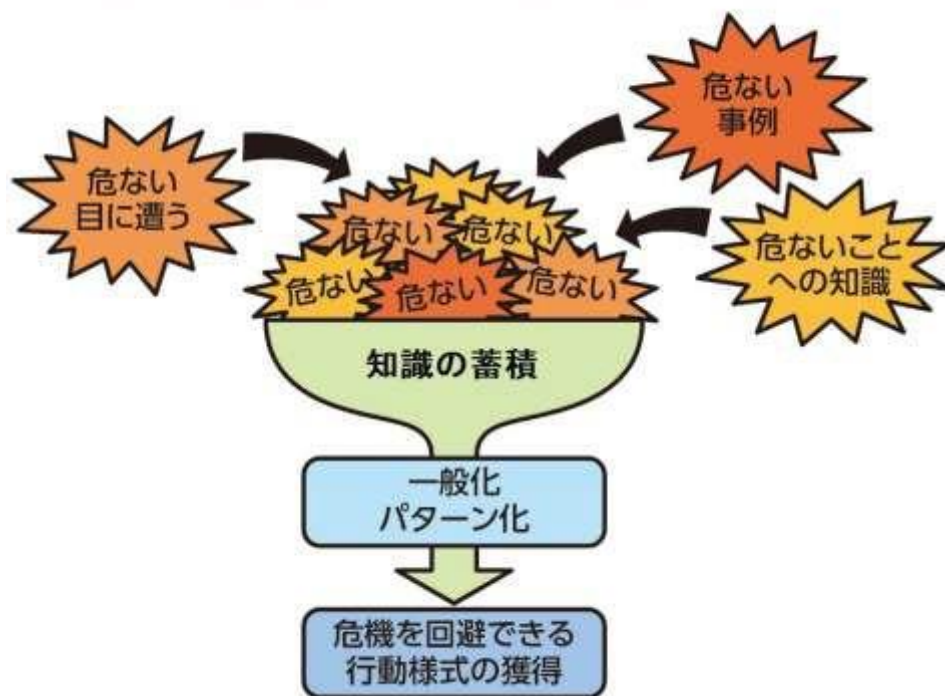 危ない
事例
危ない
目に遭う
危ないこと
への知識
危ない
危ない
危ない
危ない
危ない
知識の蓄積
一般化
パターン化
危機を回避できる
行動様式の獲得